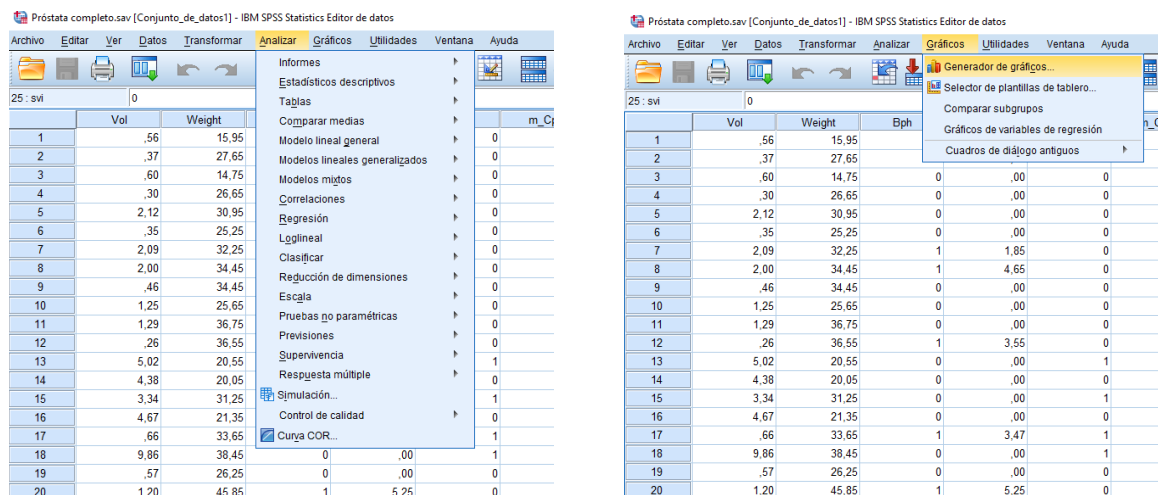 Próstata completo.sav [Conjunto_de_datos1] - IBM SPSS Statistics Editor de datos
Archivo Editar Ver Datos Transformar Analizar Gráficos Utilidades Ventana Ayuda
25 : svi 0
Vol Weight m_Cp
Informes
Estadísticos descriptivos
Tablas
Comparar medias
Modelo lineal general
Modelos lineales generalizados
Modelos mixtos
Correlaciones
Regresión
Loglineal
Clasificar
Reducción de dimensiones
Escala
Pruebas no paramétricas
Previsiones
Supervivencia
Respuesta múltiple
Simulación...
Control de calidad
Curva COR...
1 ,56 15,95 0
2 ,37 27,65 0
3 ,60 14,75 0
4 ,30 26,65 0
5 2,12 30,95 0
6 ,35 25,25 0
7 2,09 32,25 0
8 2,00 34,45 0
9 ,46 34,45 0
10 1,25 25,65 0
11 1,29 36,75 0
12 ,26 36,55 0
13 5,02 20,55 1
14 4,38 20,05 0
15 3,34 31,25 1
16 4,67 21,35 0
17 ,66 33,65 1
18 9,86 38,45 0 ,00 1
19 ,57 26,25 0 ,00 0
20 1,20 45,85 1 5,25 0
Próstata completo.sav [Conjunto_de_datos1] - IBM SPSS Statistics Editor de datos
Archivo Editar Ver Datos Transformar Analizar Gráficos Utilidades Ventana Ayuda
25 : svi 0
Generador de gráficos...
Selector de plantillas de tablero...
Comparar subgrupos
Gráficos de variables de regresión
Cuadros de diálogo antiguos
Vol Weight Bph
1 ,56 15,95
2 ,37 27,65
3 ,60 14,75 0 ,00 0
4 ,30 26,65 0 ,00 0
5 2,12 30,95 0 ,00 0
6 ,35 25,25 0 ,00 0
7 2,09 32,25 1 1,85 0
8 2,00 34,45 1 4,65 0
9 ,46 34,45 0 ,00 0
10 1,25 25,65 0 ,00 0
11 1,29 36,75 0 ,00 0
12 ,26 36,55 1 3,55 0
13 5,02 20,55 0 ,00 1
14 4,38 20,05 0 ,00 0
15 3,34 31,25 0 ,00 1
16 4,67 21,35 0 ,00 0
17 ,66 33,65 1 3,47 1
18 9,86 38,45 0 ,00 1
19 ,57 26,25 0 ,00 0
20 1,20 45,85 1 5,25 0